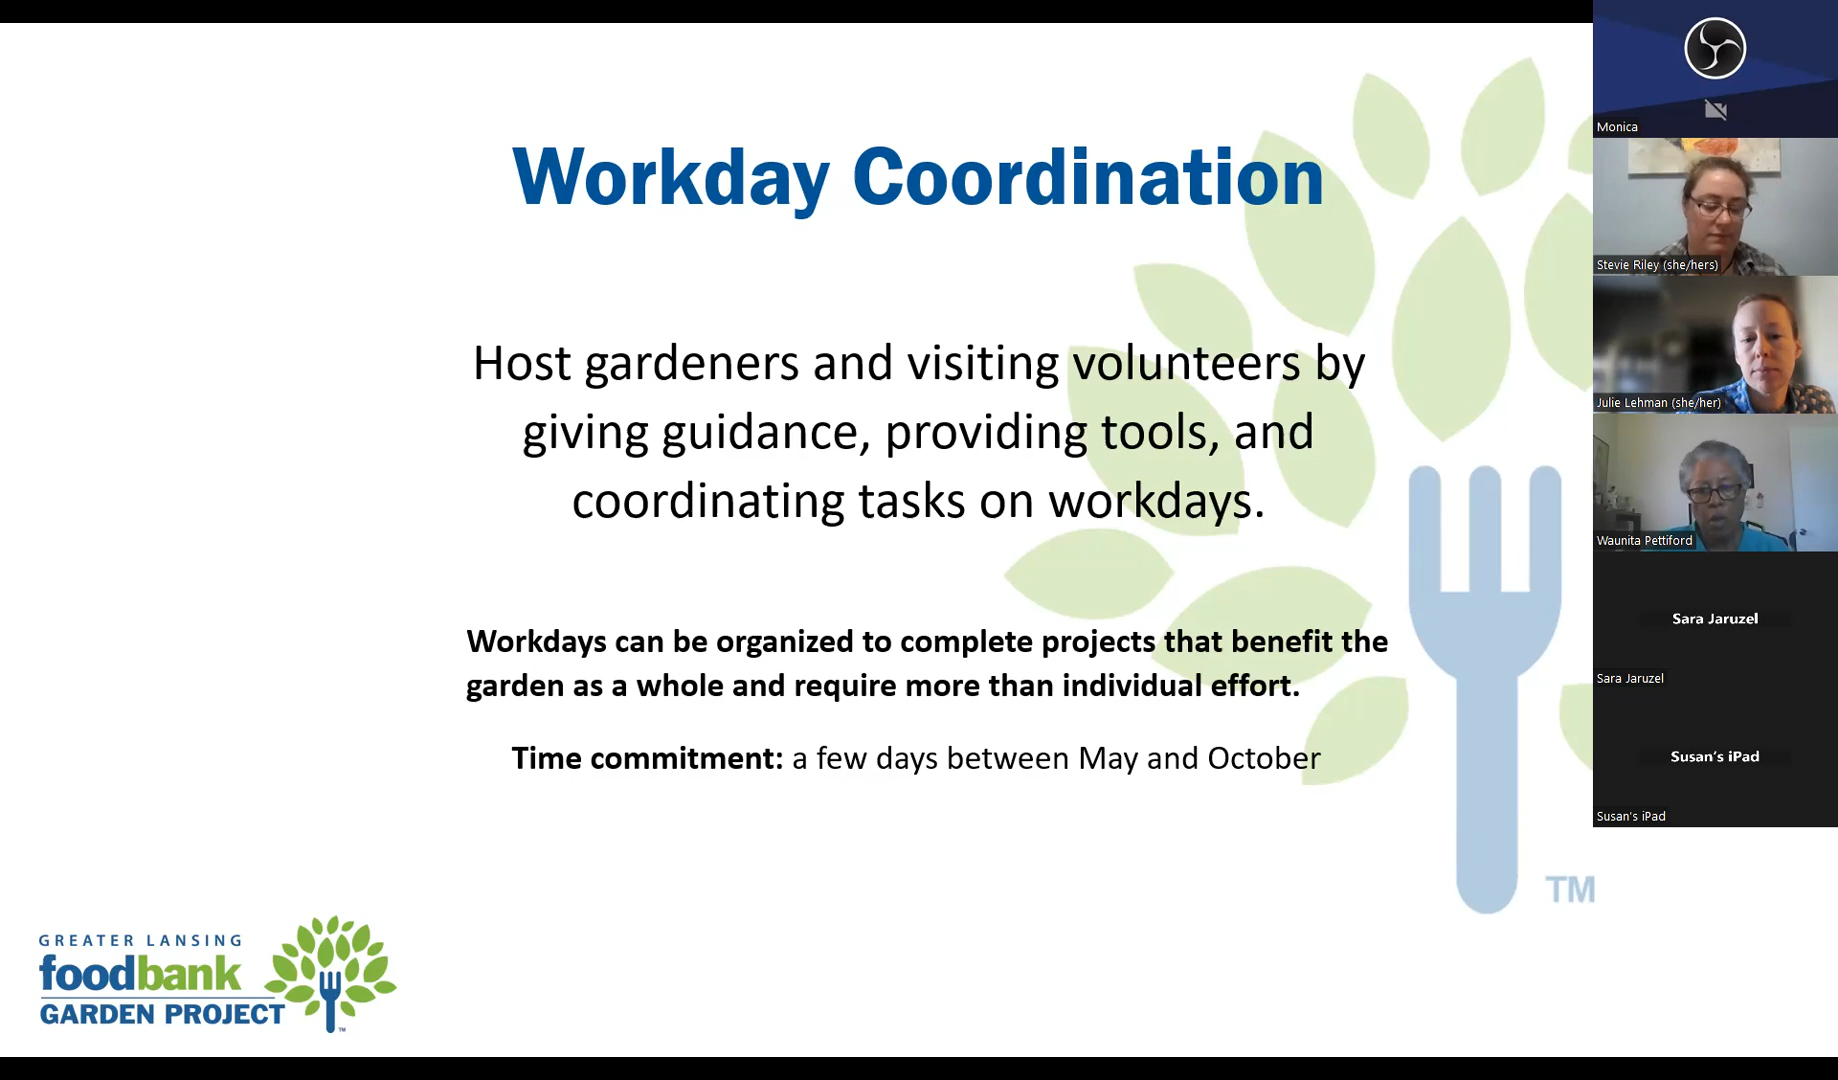 Workday Coordination
Host gardeners and visiting volunteers by
giving guidance, providing tools, and
coordinating tasks on workdays.
Workdays can be organized to complete projects that benefit the
garden as a whole and require more than individual effort.
Time commitment: a few days between May and October
TM
GREATER LANSING
foodbank
GARDEN PROJECT
TM
Monica
Stevie Riley (she/hers)
Julie Lehman (she/her)
Waunita Pettiford
Sara Jaruzel
Sara Jaruzel
Susan's iPad
Susan's iPad